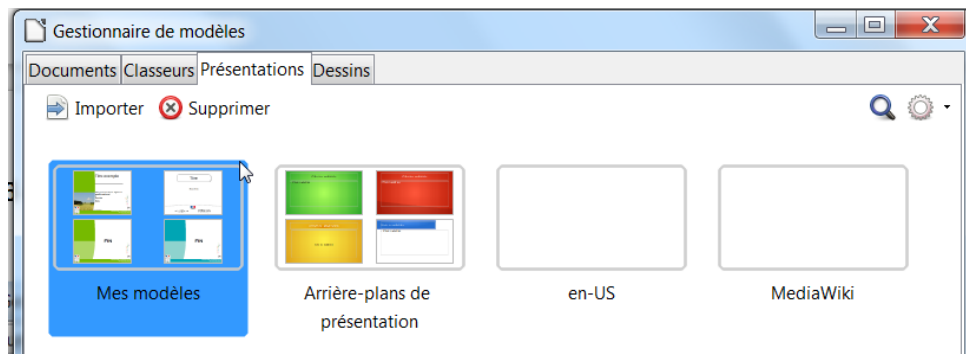 Gestionnaire de modèles
Documents Classeurs Présentations Dessins
Importer Supprimer
Mes modèles
Arrière-plans de
présentation
en-US
MediaWiki